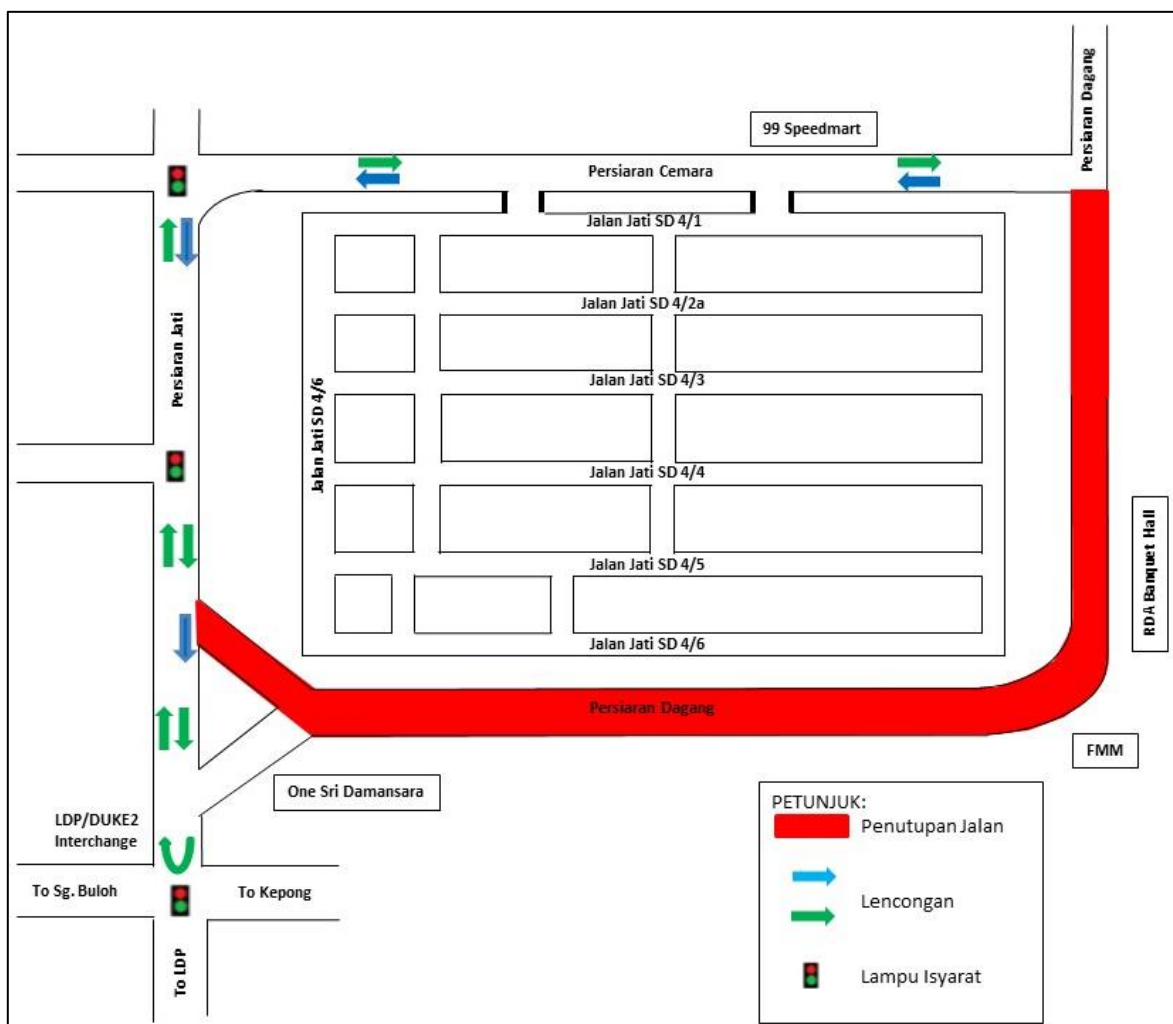 Persiaran Dagang
99 Speedmart
Persiaran Cemara
Jalan Jati SD 4/1
Jalan Jati SD 4/2a
Persiaran Jati
Jalan Jati SD 4/3
Jalan Jati SD 4/6
Jalan Jati SD 4/4
Jalan Jati SD 4/5
RDA Banquet Hall
Jalan Jati SD 4/6
Persiaran Dagang
FMM
One Sri Damansara
LDP/DUKE2
Interchange
To Sg. Buloh
To Kepong
To LDP
PETUNJUK:
Penutupan Jalan
Lencongan
Lampu Isyarat